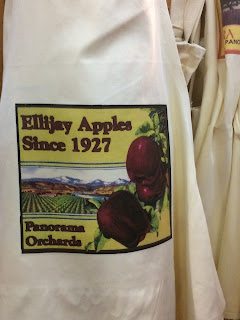 Ellijay Apples
Since 1927
Panorama
Orchards